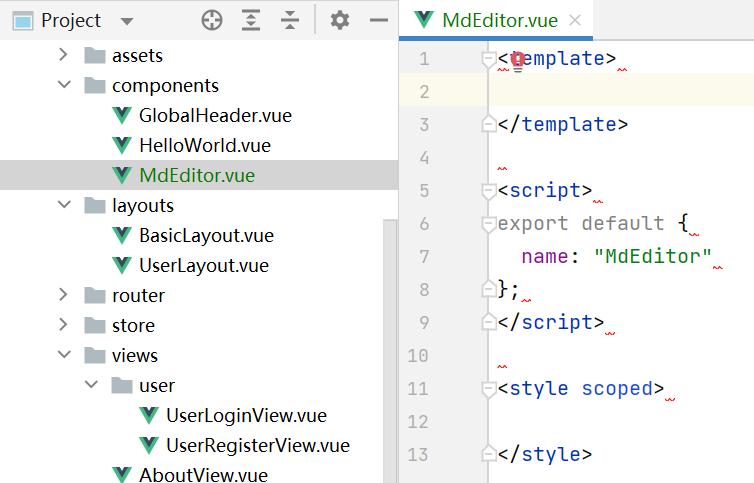 Project
assets
components
GlobalHeader.vue
HelloWorld.vue
MdEditor.vue
layouts
BasicLayout.vue
UserLayout.vue
router
store
views
user
UserLoginView.vue
UserRegisterView.vue
AboutView.vue
MdEditor.vue
1 <template>
2
3 </template>
4
5 <script>
6 export default {
7 name: "MdEditor"
8 };
9 </script>
10
11 <style scoped>
12
13 </style>